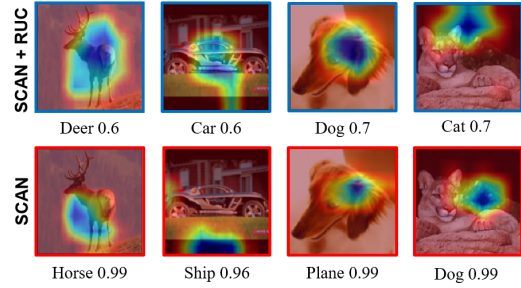 SCAN + RUC
Deer 0.6
Car 0.6
Dog 0.7
Cat 0.7
SCAN
Horse 0.99
Ship 0.96
Plane 0.99
Dog 0.99